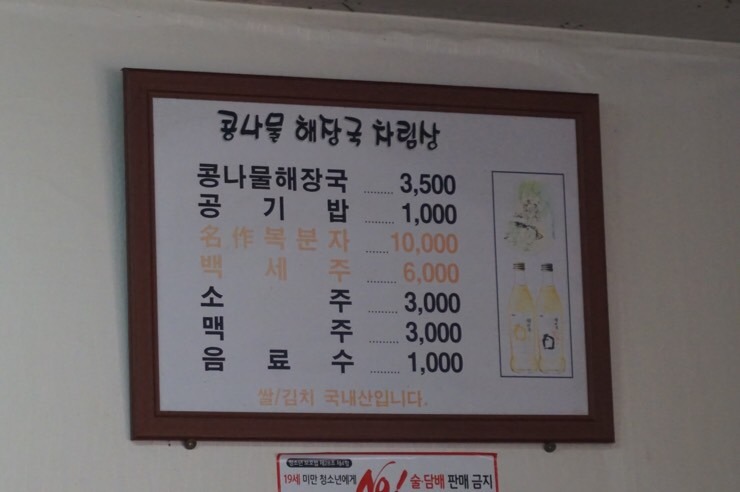 콩나물 해장국 차림상
콩나물해장국 ........ 3,500
공기밥 ........ 1,000
名作복분자 ...... 10,000
백세주 ........ 6,000
소주 ........ 3,000
맥주 ........ 3,000
음료수 ........ 1,000
쌀/김치 국내산입니다.
19세 미만 청소년에게 No! 술·담배 판매 금지